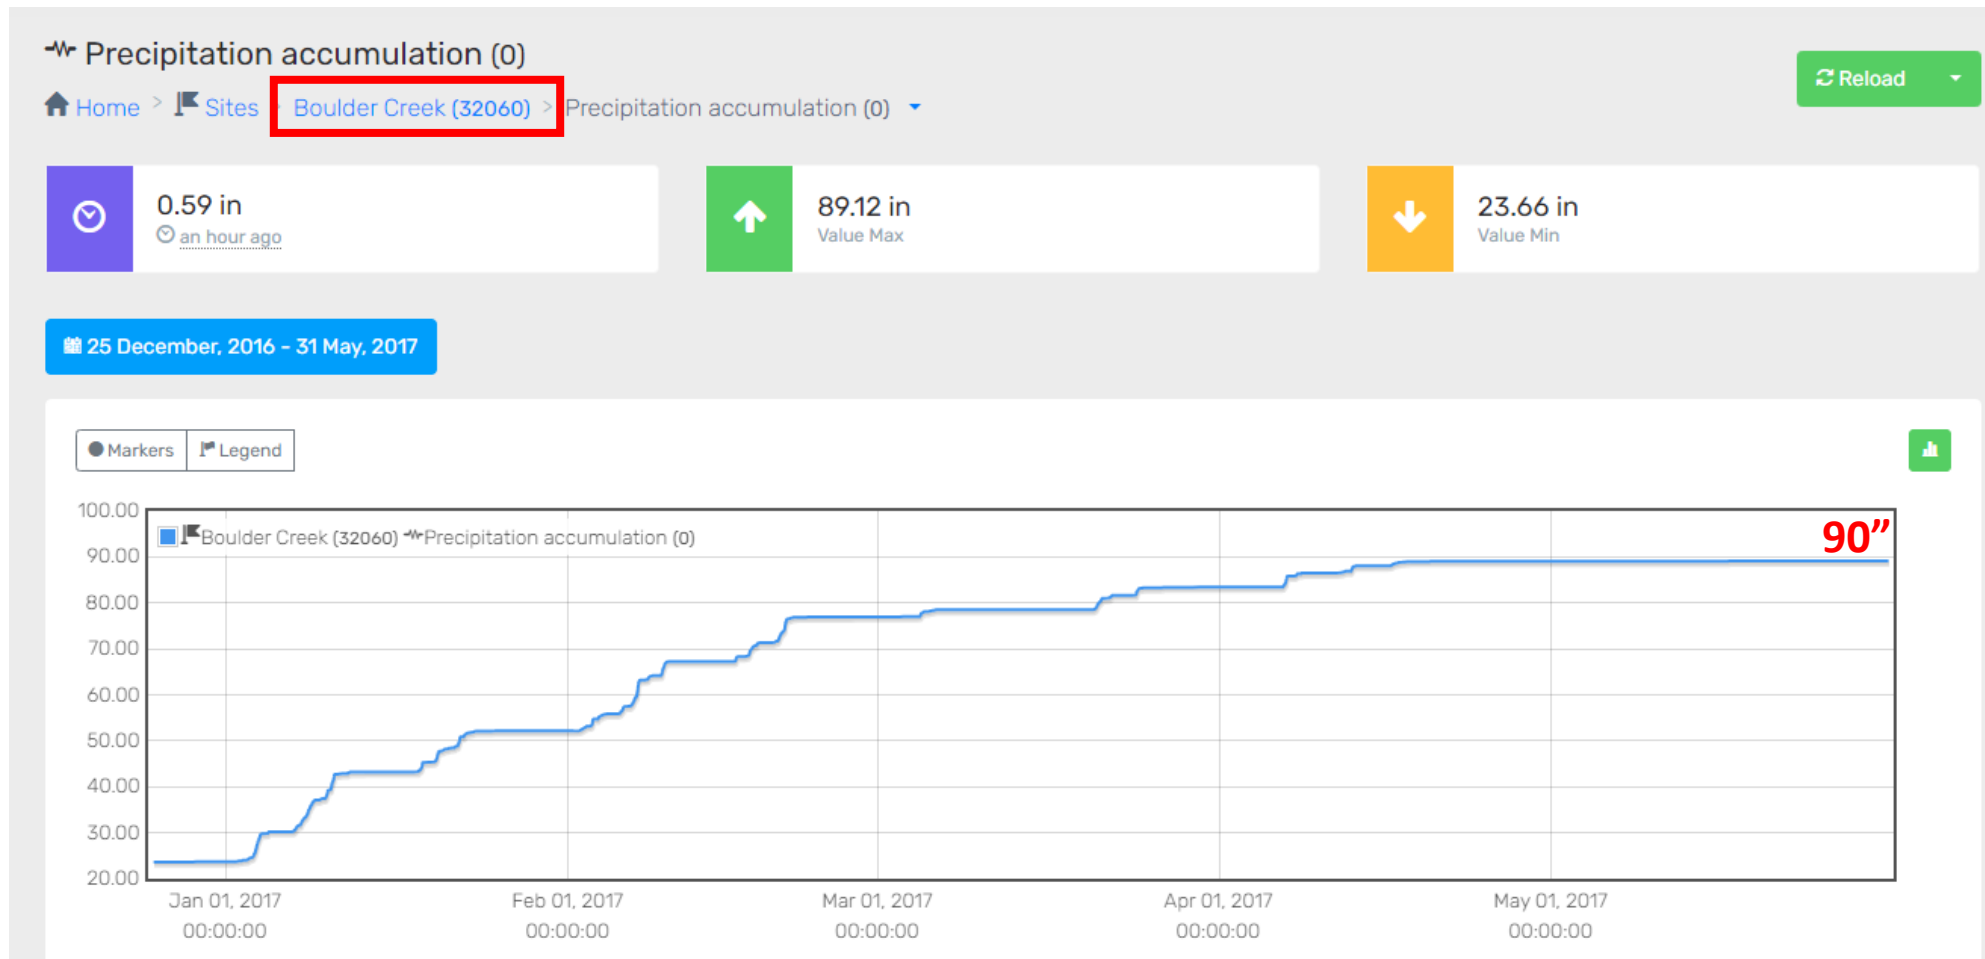 Precipitation accumulation (0)
Reload
Home > Sites > Boulder Creek (32060) > Precipitation accumulation (0)
0.59 in
an hour ago
89.12 in
Value Max
23.66 in
Value Min
25 December, 2016 - 31 May, 2017
Markers
Legend
100.00
90.00
80.00
70.00
60.00
50.00
40.00
30.00
20.00
Boulder Creek (32060) Precipitation accumulation (0)
90”
Jan 01, 2017
00:00:00
Feb 01, 2017
00:00:00
Mar 01, 2017
00:00:00
Apr 01, 2017
00:00:00
May 01, 2017
00:00:00